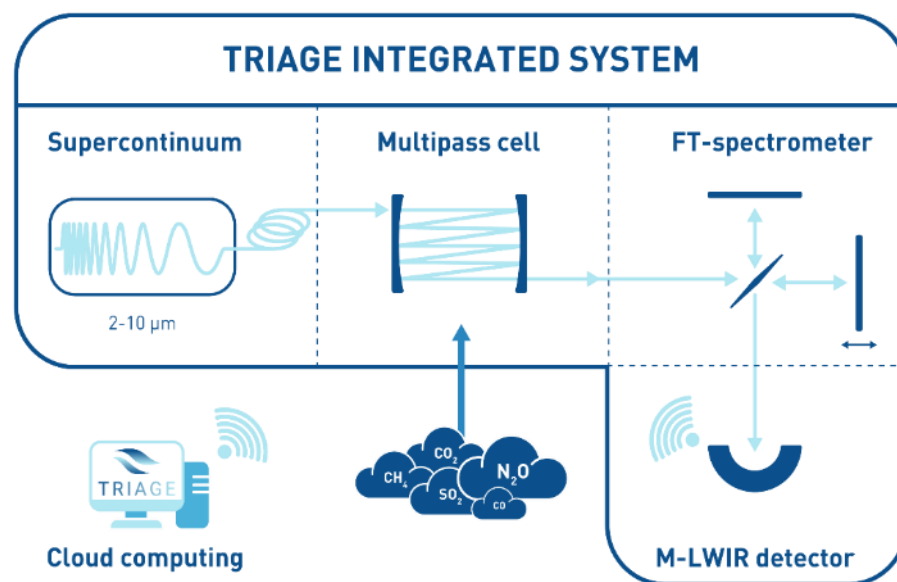 TRIAGE INTEGRATED SYSTEM
Supercontinuum
Multipass cell
FT-spectrometer
2-10 µm
CO₂
CH₄
N₂O
SO₂
CO
TRIAGE
Cloud computing
M-LWIR detector